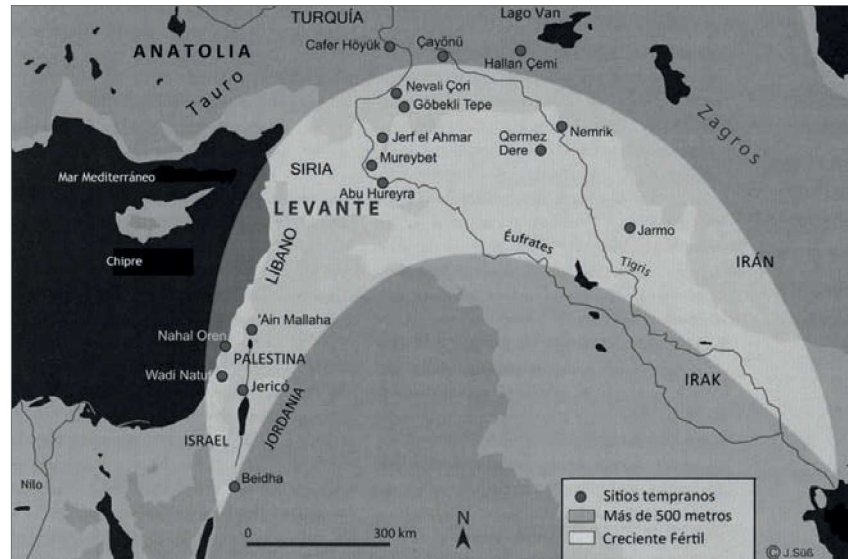 TURQUÍA
Lago Van
ANATOLIA
Cafer Höyük
Çayönü
Hallan Çemi
Tauro
Nevali Çori
Göbekli Tepe
Zagros
Jerf el Ahmar
Qermez
Dere
Nemrik
Mar Mediterráneo
SIRIA
Mureybet
Abu Hureyra
LEVANTE
Chipre
LÍBANO
Éufrates
Tigris
Jarmo
IRÁN
'Ain Mallaha
Nahal Oren
PALESTINA
Wadi Natuf
Jericó
IRAK
ISRAEL
JORDANIA
Nilo
Beidha
0 300 km
N
Sitios tempranos
Más de 500 metros
Creciente Fértil
© J.Süß